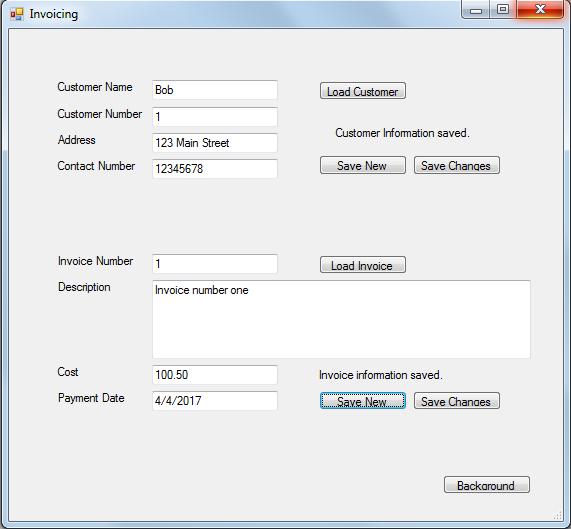 Invoicing
Customer Name Bob Load Customer
Customer Number 1
Customer Information saved.
Address 123 Main Street
Contact Number 12345678 Save New Save Changes
Invoice Number 1 Load Invoice
Description Invoice number one
Cost 100.50 Invoice information saved.
Payment Date 4/4/2017 Save New Save Changes
Background